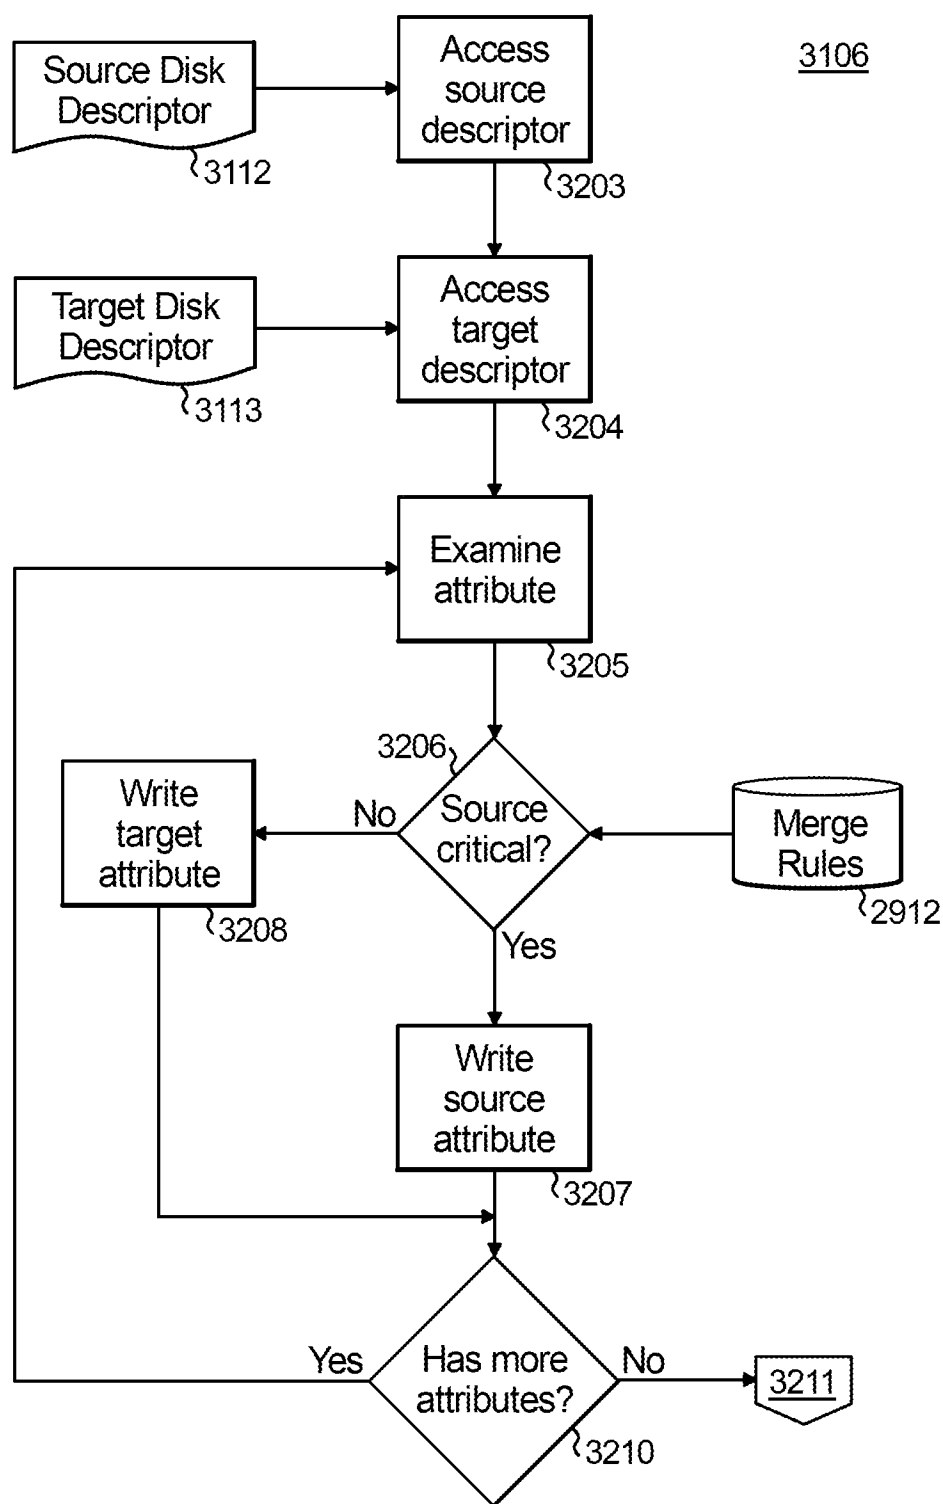 3106
Source Disk
Descriptor
3112
Access
source
descriptor
3203
Target Disk
Descriptor
3113
Access
target
descriptor
3204
Examine
attribute
3205
3206
Source
critical?
No
Yes
Write
target
attribute
3208
Merge
Rules
2912
Write
source
attribute
3207
Has more
attributes?
Yes
No
3210
3211